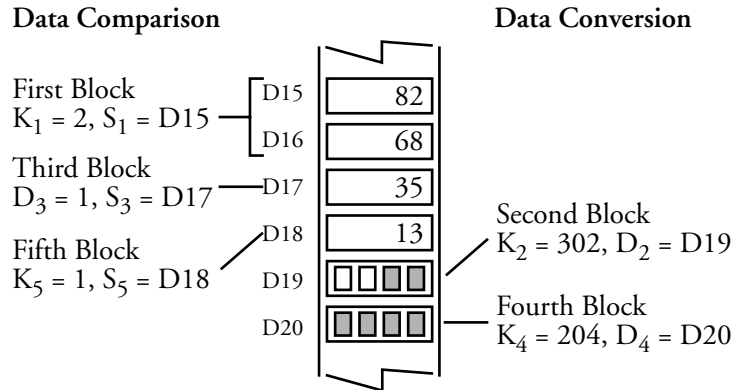 Data Comparison
Data Conversion
First Block
K₁ = 2, S₁ = D15
Third Block
D₃ = 1, S₃ = D17
Fifth Block
K₅ = 1, S₅ = D18
D15 82
D16 68
D17 35
D18 13
D19
D20
Second Block
K₂ = 302, D₂ = D19
Fourth Block
K₄ = 204, D₄ = D20